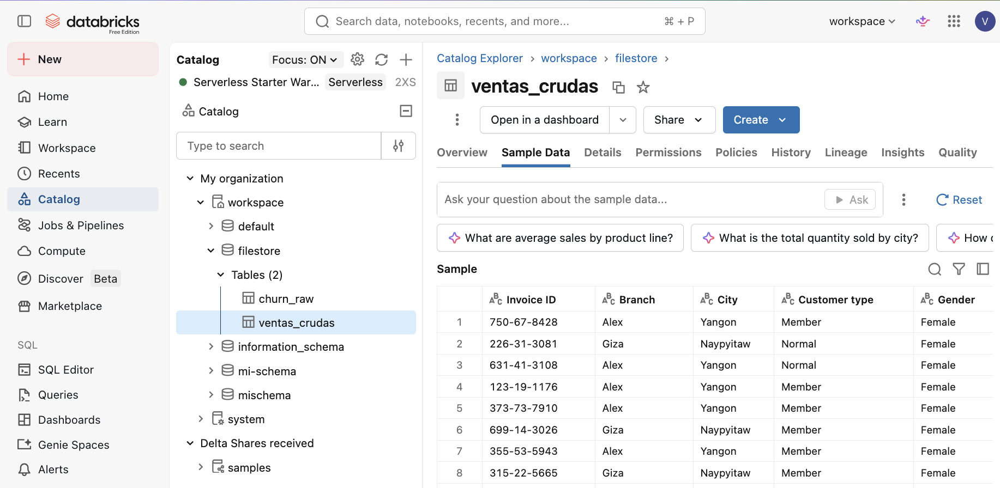 databricks
Free Edition
Search data, notebooks, recents, and more...
⌘ + P
workspace
V
New
Home
Learn
Workspace
Recents
Catalog
Jobs & Pipelines
Compute
Discover Beta
Marketplace
SQL
SQL Editor
Queries
Dashboards
Genie Spaces
Alerts
Catalog
Focus: ON
Serverless Starter War... Serverless 2XS
Catalog
Type to search
My organization
workspace
default
filestore
Tables (2)
churn_raw
ventas_crudas
information_schema
mi-schema
mischema
system
Delta Shares received
samples
Catalog Explorer > workspace > filestore >
ventas_crudas
Open in a dashboard
Share
Create
Overview Sample Data Details Permissions Policies History Lineage Insights Quality
Ask your question about the sample data...
Ask
Reset
What are average sales by product line?
What is the total quantity sold by city?
How
Sample
Invoice ID Branch City Customer type Gender
1 750-67-8428 Alex Yangon Member Female
2 226-31-3081 Giza Naypyitaw Normal Female
3 631-41-3108 Alex Yangon Normal Female
4 123-19-1176 Alex Yangon Member Female
5 373-73-7910 Alex Yangon Member Female
6 699-14-3026 Giza Naypyitaw Member Female
7 355-53-5943 Alex Yangon Member Female
8 315-22-5665 Giza Naypyitaw Member Female